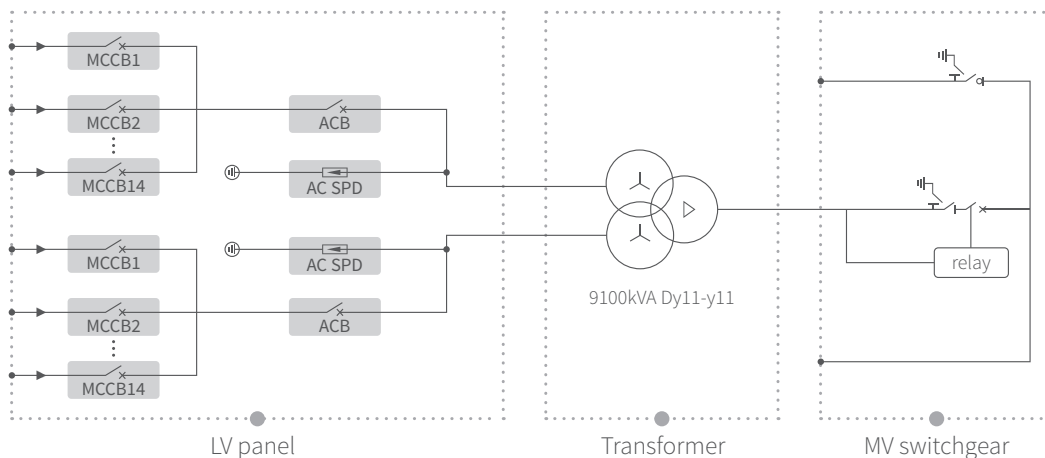 MCCB1
MCCB2
MCCB14
ACB
AC SPD
MCCB1
MCCB2
MCCB14
AC SPD
ACB
9100kVA Dy11-y11
relay
LV panel
Transformer
MV switchgear